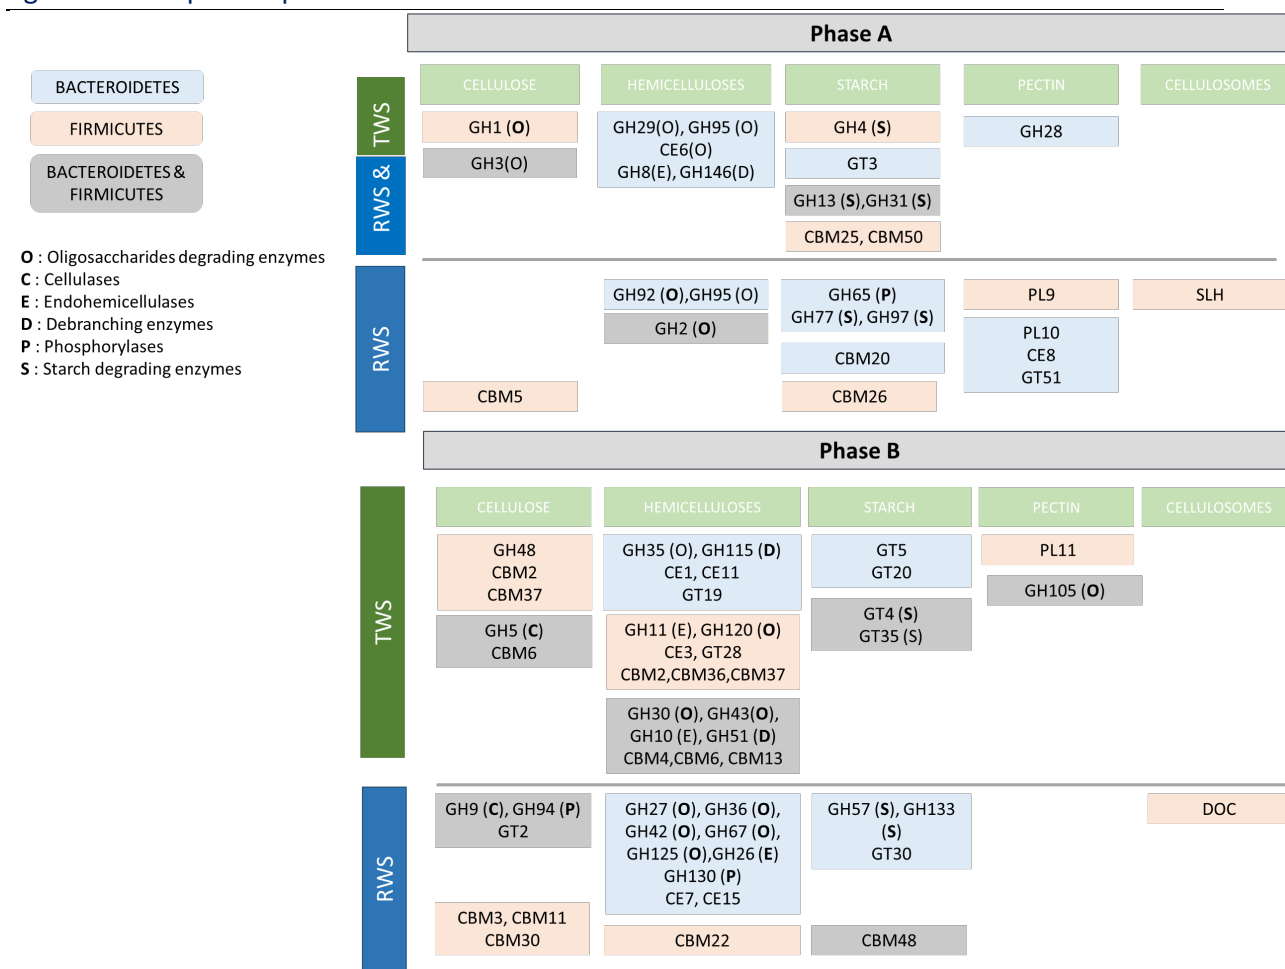 Phase A
BACTEROIDETES
FIRMICUTES
BACTEROIDETES &
FIRMICUTES
O : Oligosaccharides degrading enzymes
C : Cellulases
E : Endohemicellulases
D : Debranching enzymes
P : Phosphorylases
S : Starch degrading enzymes
TWS
RWS &
CELLULOSE
HEMICELLULOSES
STARCH
PECTIN
CELLULOSOMES
GH1 (O)
GH3(O)
GH29(O), GH95 (O)
CE6(O)
GH8(E), GH146(D)
GH4 (S)
GT3
GH13 (S),GH31 (S)
CBM25, CBM50
GH28
RWS
CBM5
GH92 (O),GH95 (O)
GH2 (O)
GH65 (P)
GH77 (S), GH97 (S)
CBM20
CBM26
PL9
PL10
CE8
GT51
SLH
Phase B
TWS
CELLULOSE
HEMICELLULOSES
STARCH
PECTIN
CELLULOSOMES
GH48
CBM2
CBM37
GH5 (C)
CBM6
GH35 (O), GH115 (D)
CE1, CE11
GT19
GH11 (E), GH120 (O)
CE3, GT28
CBM2,CBM36,CBM37
GH30 (O), GH43(O),
GH10 (E), GH51 (D)
CBM4,CBM6, CBM13
GT5
GT20
GT4 (S)
GT35 (S)
PL11
GH105 (O)
RWS
GH9 (C), GH94 (P)
GT2
CBM3, CBM11
CBM30
GH27 (O), GH36 (O),
GH42 (O), GH67 (O),
GH125 (O),GH26 (E)
GH130 (P)
CE7, CE15
CBM22
GH57 (S), GH133
(S)
GT30
CBM48
DOC